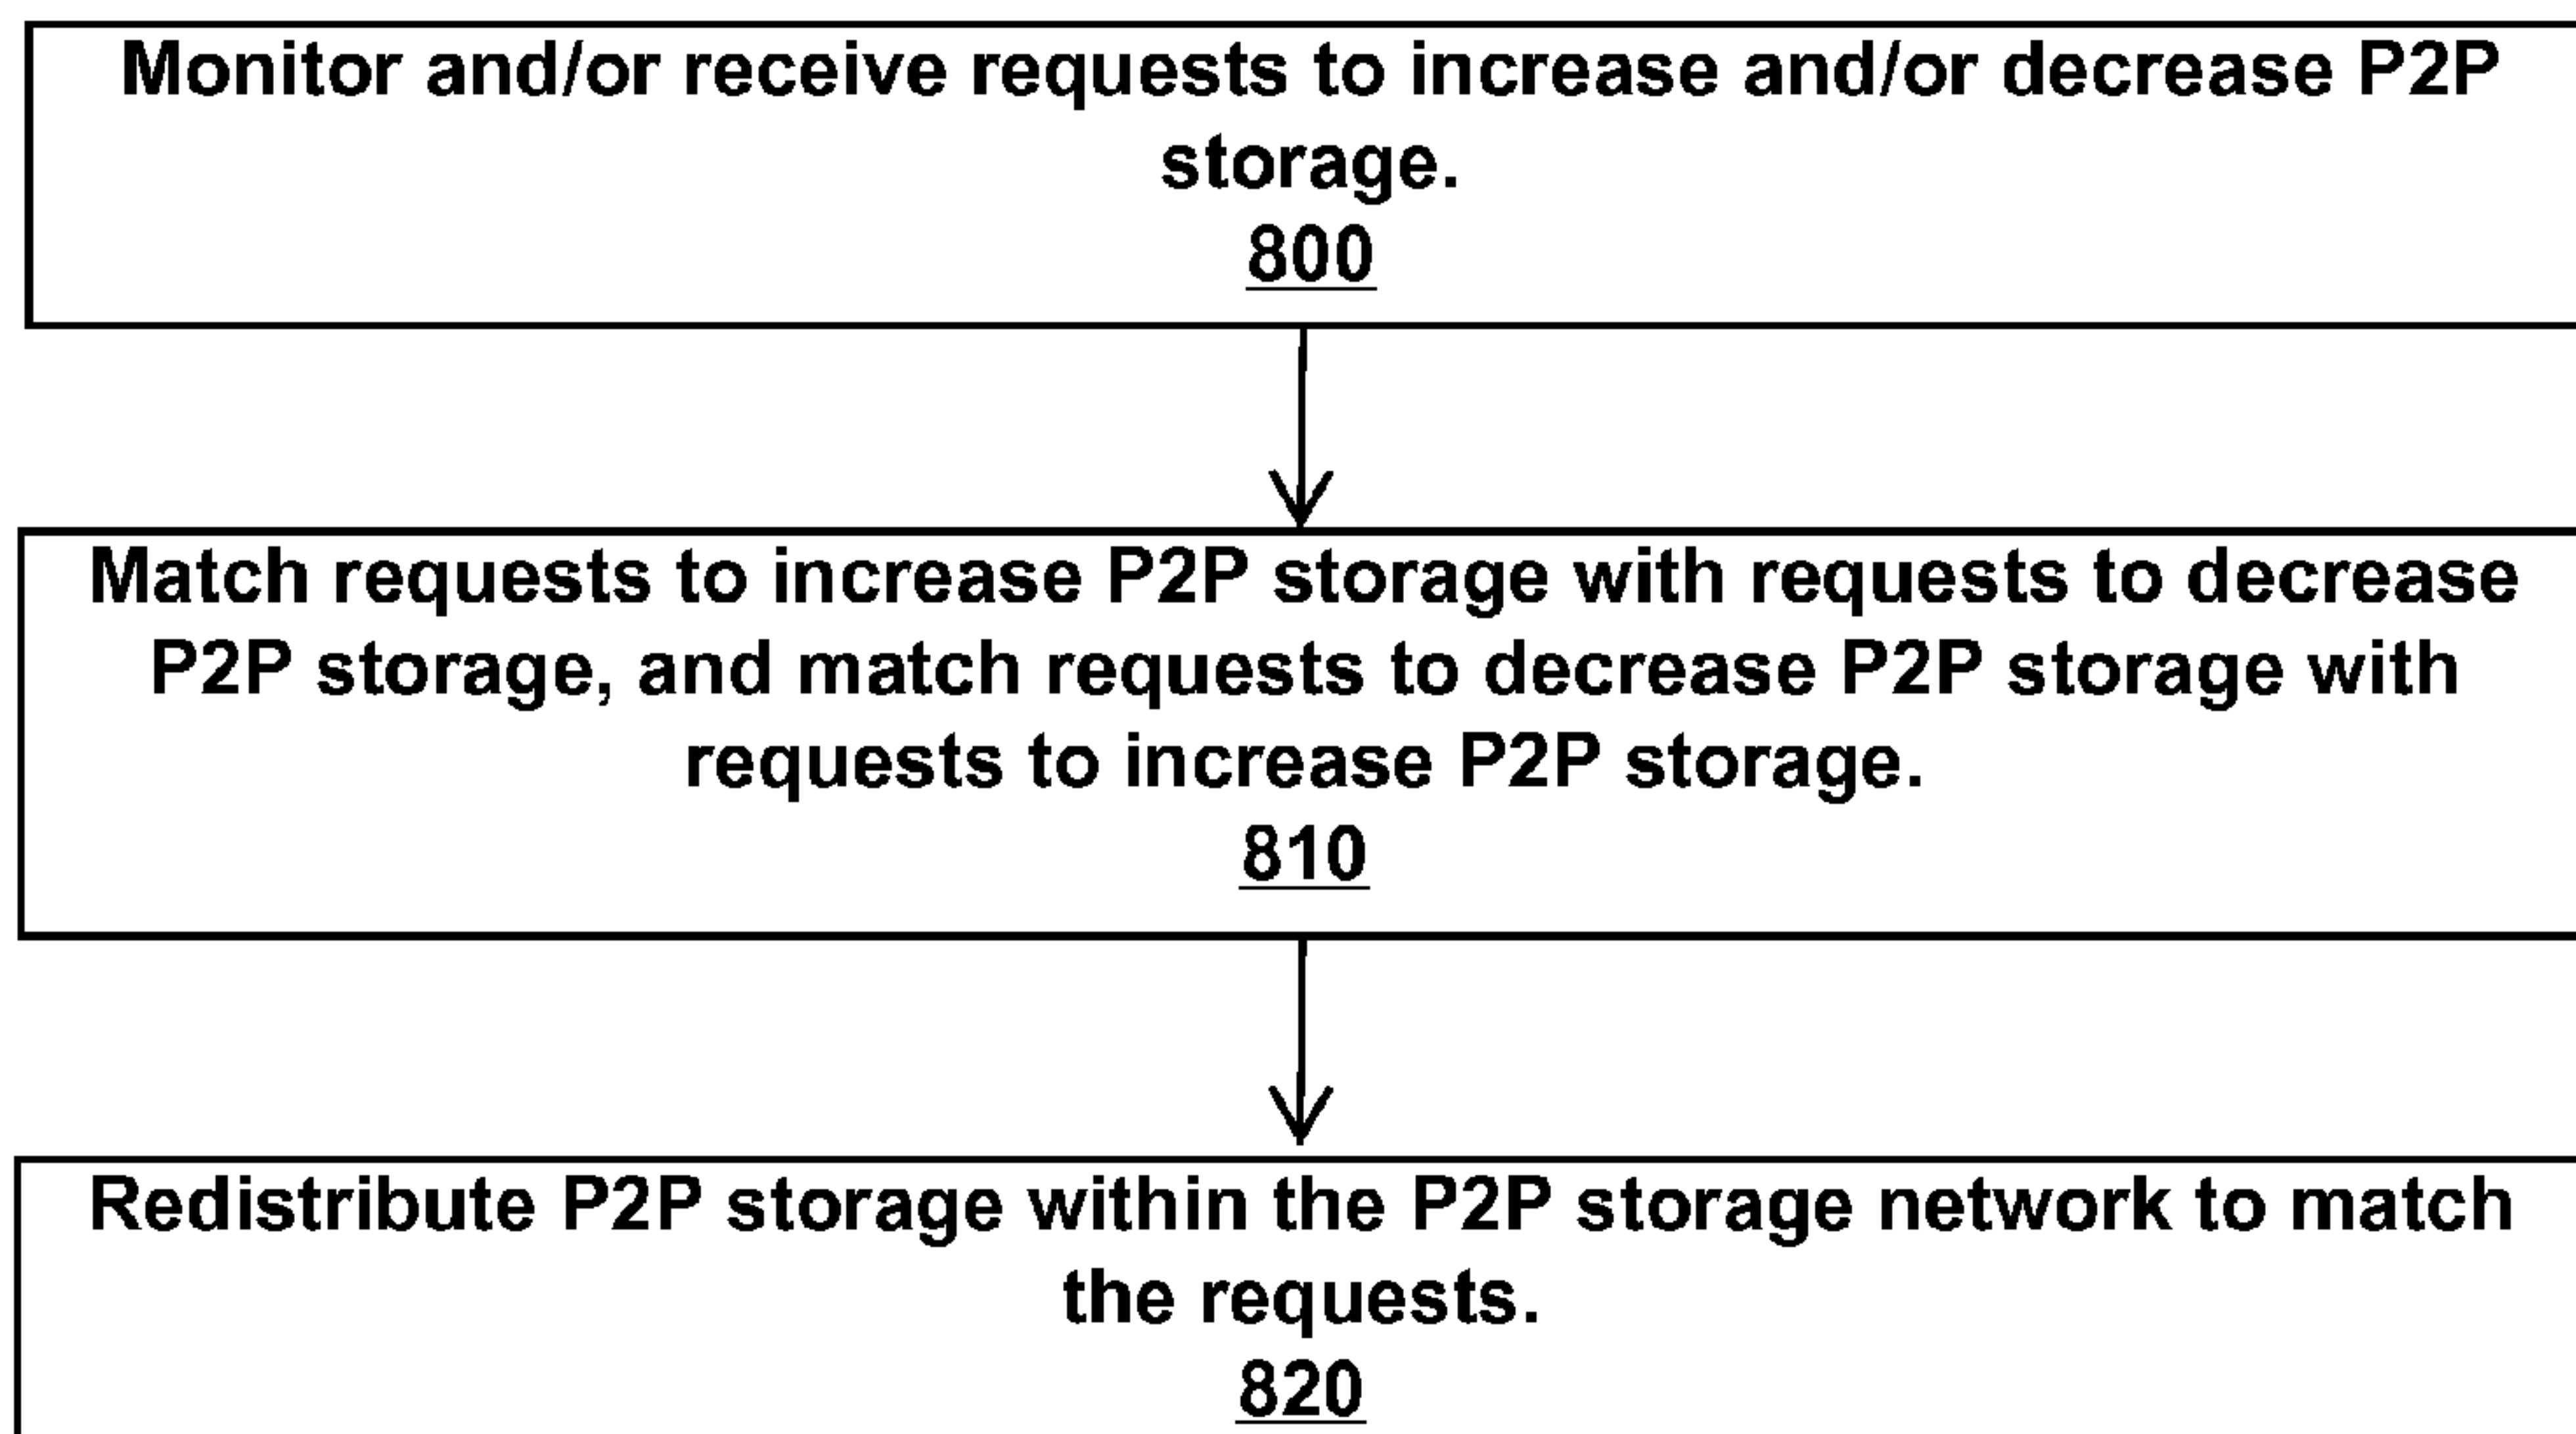 Monitor and/or receive requests to increase and/or decrease P2P
storage.
800
Match requests to increase P2P storage with requests to decrease
P2P storage, and match requests to decrease P2P storage with
requests to increase P2P storage.
810
Redistribute P2P storage within the P2P storage network to match
the requests.
820